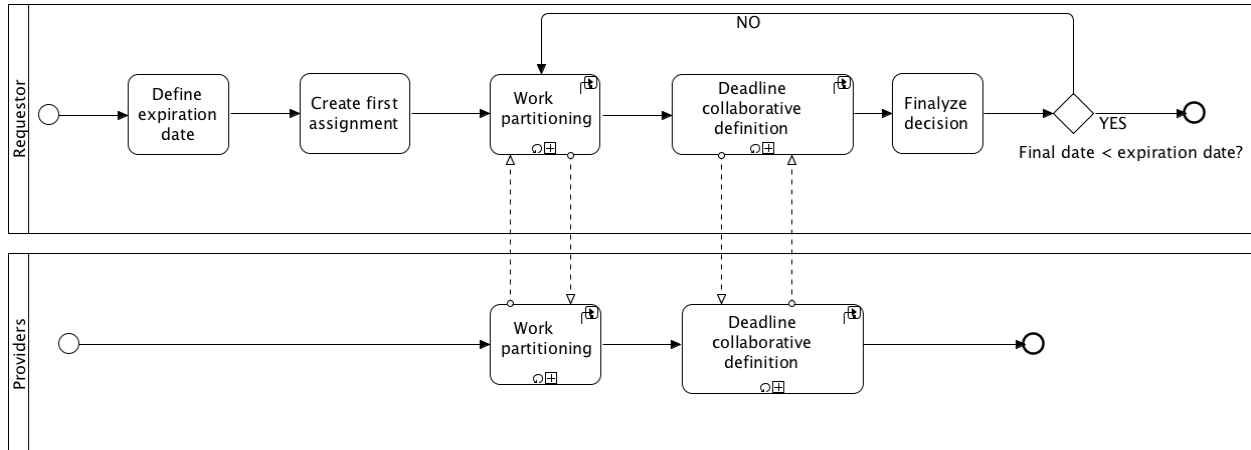 Requestor
Define
expiration
date
Create first
assignment
Work
partitioning
Deadline
collaborative
definition
Finalyze
decision
NO
YES
Final date < expiration date?
Providers
Work
partitioning
Deadline
collaborative
definition